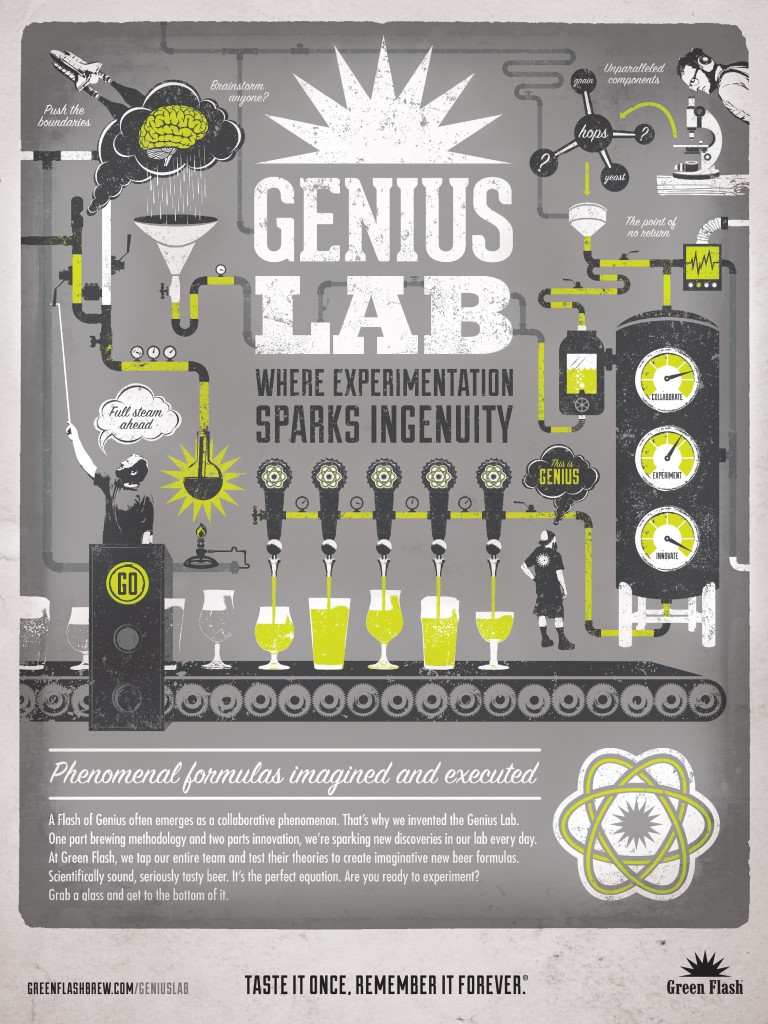 Push the
boundaries
Brainstorm
anyone?
Unparalleled
components
grain
hops
?
?
yeast
GENIUS
LAB
The point of
no return
WHERE EXPERIMENTATION
SPARKS INGENUITY
COLLABORATE
Full steam
ahead
This is
GENIUS
EXPERIMENT
INNOVATE
GO
Phenomenal formulas imagined and executed
A Flash of Genius often emerges as a collaborative phenomenon. That's why we invented the Genius Lab.
One part brewing methodology and two parts innovation, we're sparking new discoveries in our lab every day.
At Green Flash, we tap our entire team and test their theories to create imaginative new beer formulas.
Scientifically sound, seriously tasty beer. It's the perfect equation. Are you ready to experiment?
Grab a glass and get to the bottom of it.
GREENFLASHBREW.COM/GENIUSLAB
TASTE IT ONCE, REMEMBER IT FOREVER.®
Green Flash